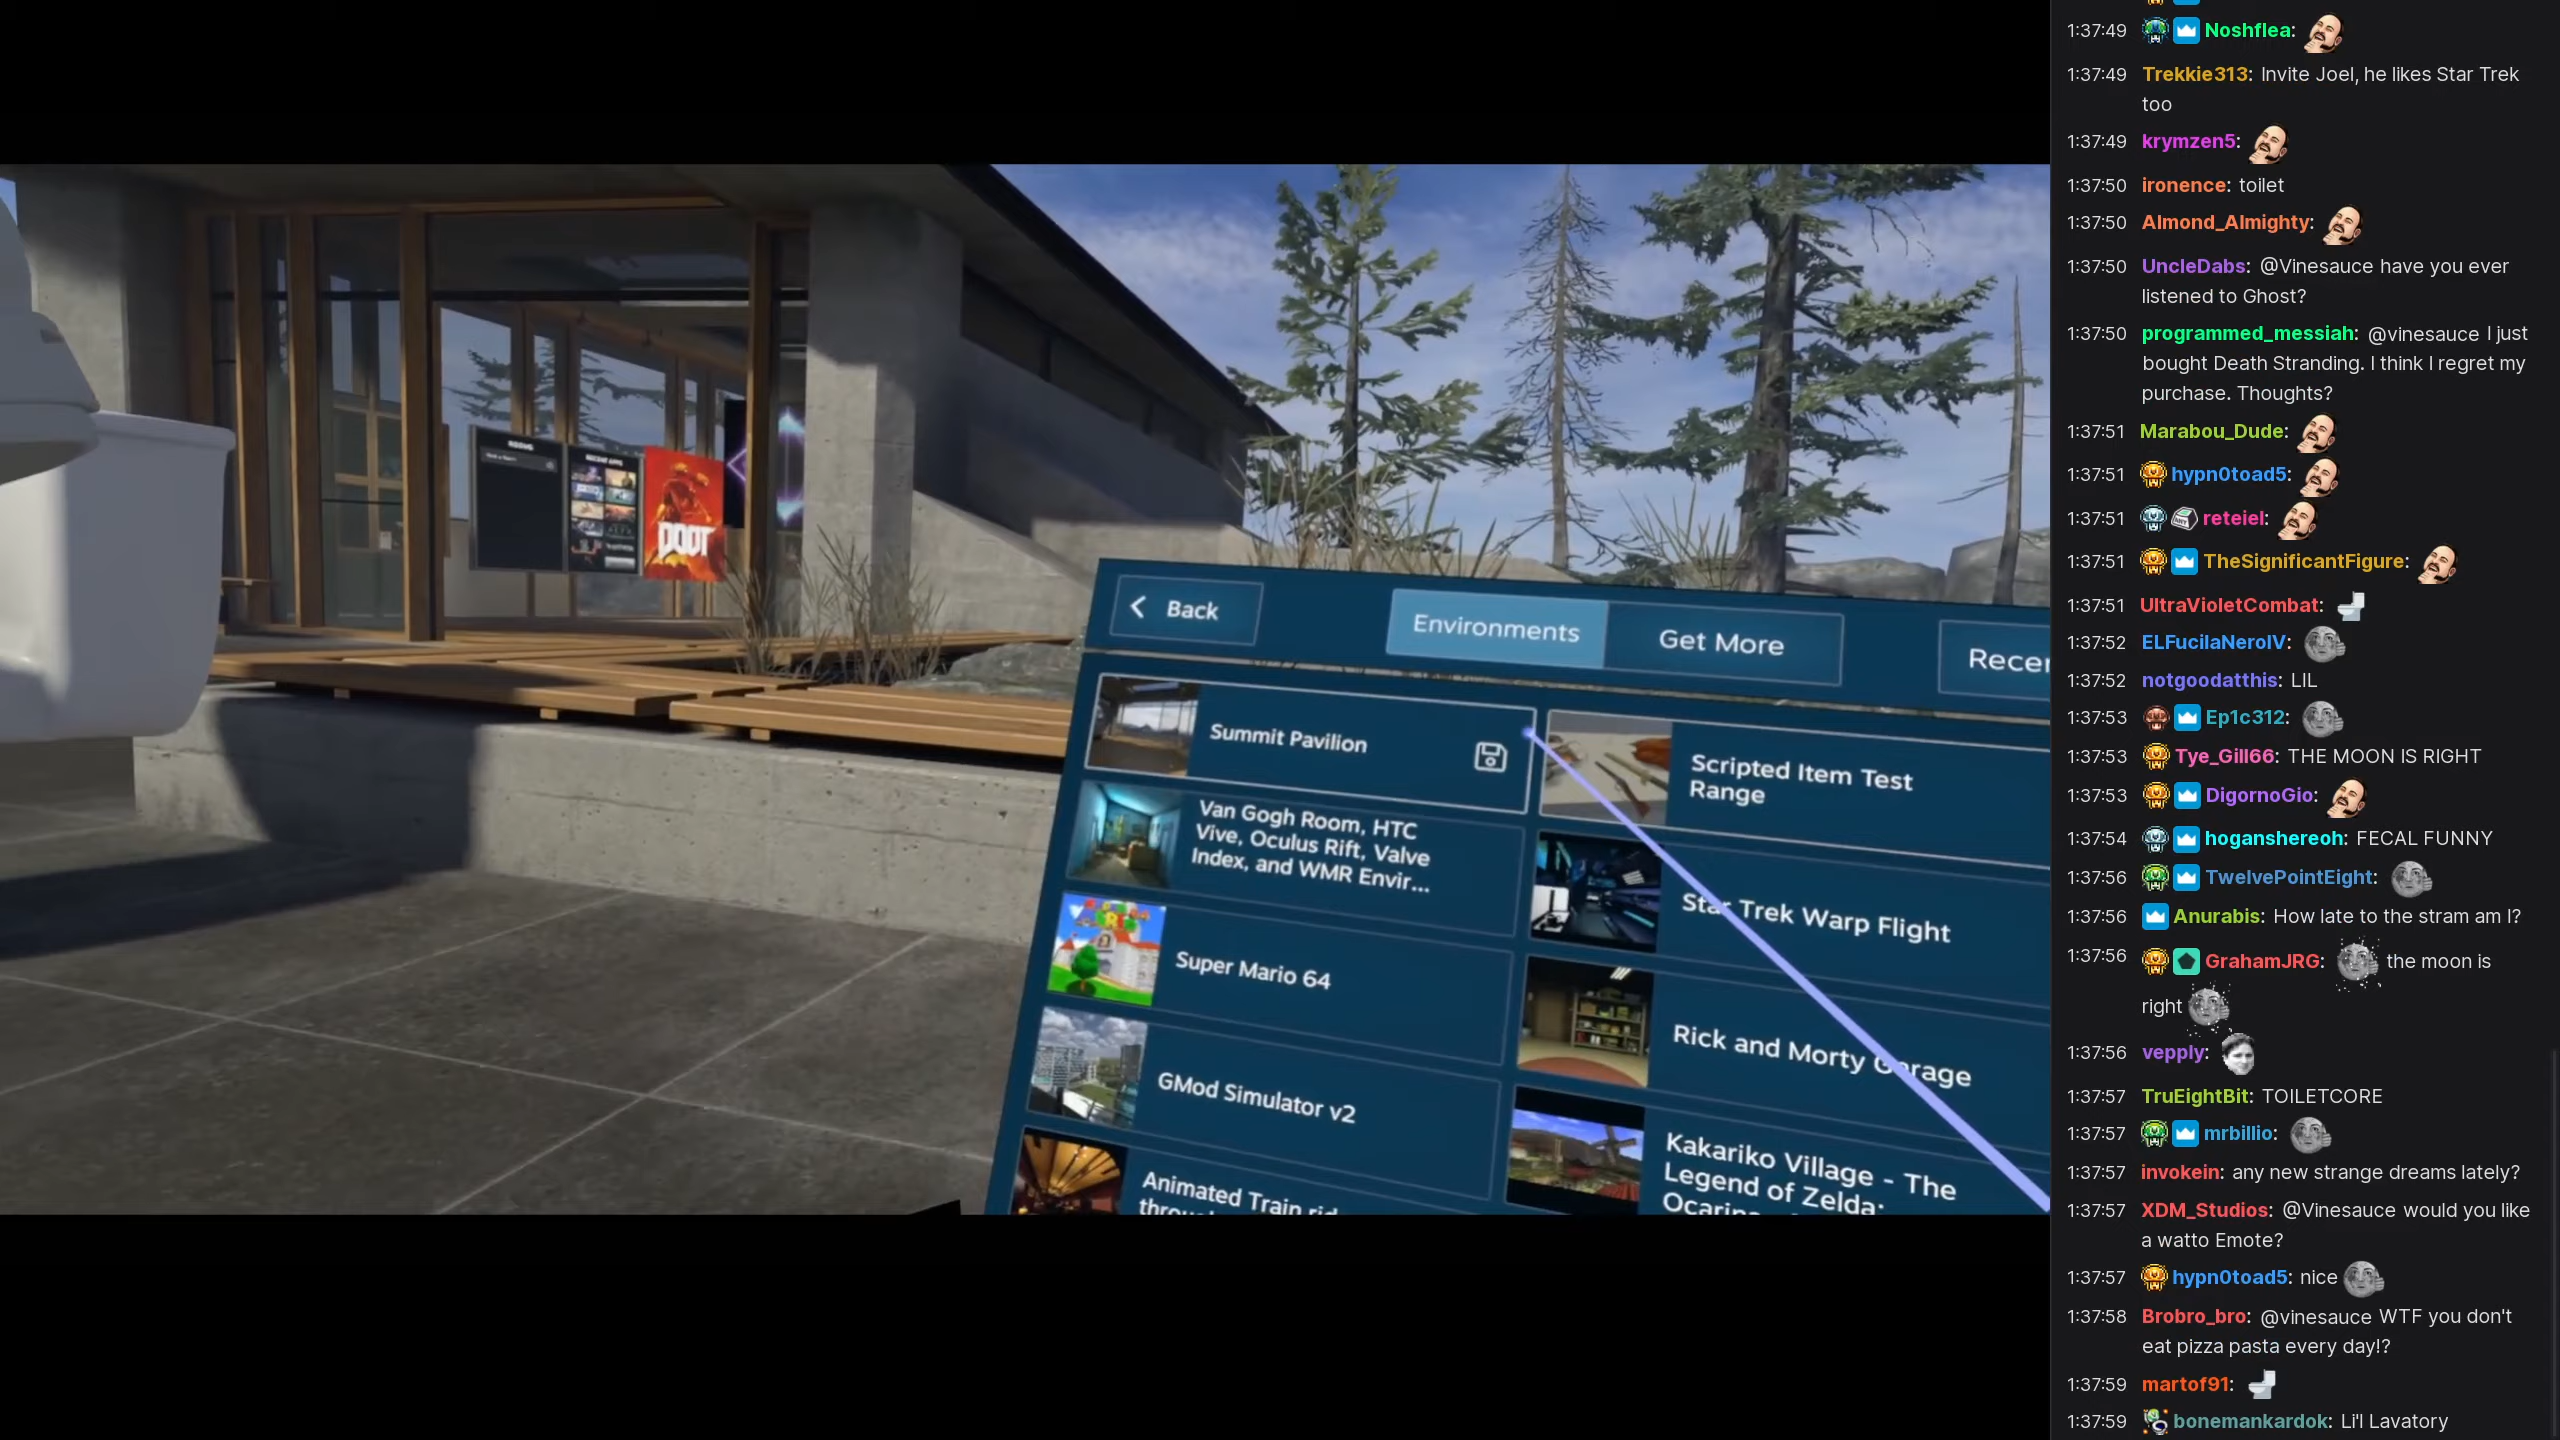 ROOMS
RECENT APPS
DOOT
Back
Environments
Get More
Recen
Summit Pavilion
Scripted Item Test
Range
Van Gogh Room, HTC
Vive, Oculus Rift, Valve
Index, and WMR Envir...
Star Trek Warp Flight
Super Mario 64
Rick and Morty Garage
GMod Simulator v2
Kakariko Village - The
Legend of Zelda:
Ocarina
Animated Train rid
throu
1:37:49 Noshflea:
1:37:49 Trekkie313: Invite Joel, he likes Star Trek
too
1:37:49 krymzen5:
1:37:50 ironence: toilet
1:37:50 Almond_Almighty:
1:37:50 UncleDabs: @Vinesauce have you ever
listened to Ghost?
1:37:50 programmed_messiah: @vinesauce I just
bought Death Stranding. I think I regret my
purchase. Thoughts?
1:37:51 Marabou_Dude:
1:37:51 hypn0toad5:
1:37:51 reteiel:
1:37:51 TheSignificantFigure:
1:37:51 UltraVioletCombat:
1:37:52 ELFucilaNeroIV:
1:37:52 notgoodatthis: LIL
1:37:53 Ep1c312:
1:37:53 Tye_Gill66: THE MOON IS RIGHT
1:37:53 DigornoGio:
1:37:54 hoganshereoh: FECAL FUNNY
1:37:56 TwelvePointEight:
1:37:56 Anurabis: How late to the stram am I?
1:37:56 GrahamJRG: the moon is
right
1:37:56 vepply:
1:37:57 TruEightBit: TOILETCORE
1:37:57 mrbillio:
1:37:57 invokein: any new strange dreams lately?
1:37:57 XDM_Studios: @Vinesauce would you like
a watto Emote?
1:37:57 hypn0toad5: nice
1:37:58 Brobro_bro: @vinesauce WTF you don't
eat pizza pasta every day!?
1:37:59 martof91:
1:37:59 bonemankardok: Li'l Lavatory